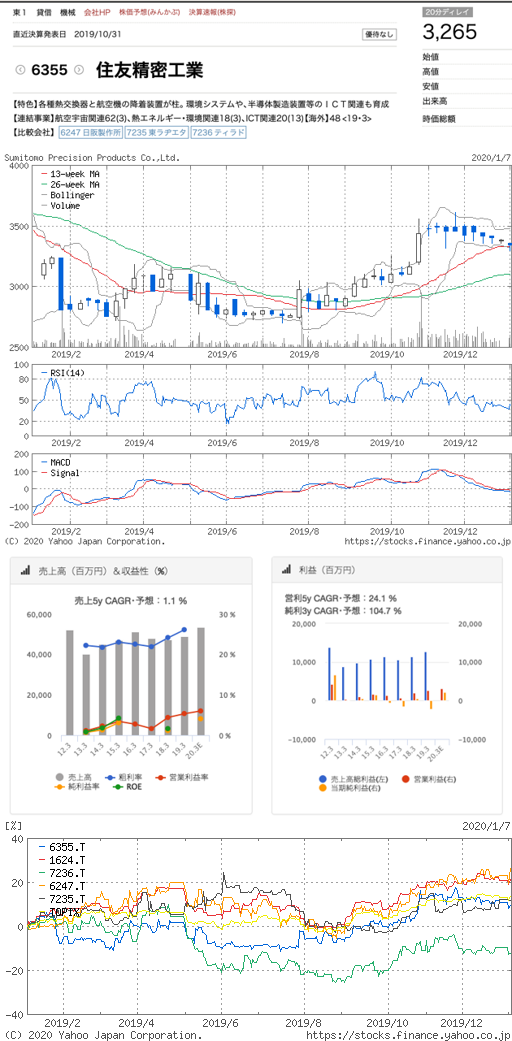 東1 貸借 機械 会社HP 株価予想(みんかぶ) 決算速報(株探)
20分ディレイ
直近決算発表日 2019/10/31 優待なし
3,265
6355 住友精密工業
始値
高値
安値
出来高
時価総額
【特色】各種熱交換器と航空機の降着装置が柱。環境システムや、半導体製造装置等のICT関連も育成
【連結事業】航空宇宙関連62(3)、熱エネルギー・環境関連18(3)、ICT関連20(13)【海外】48 <19・3>
【比較会社】 6247 日阪製作所 7235 東ラヂエタ 7236 ティラド
Sumitomo Precision Products Co.,Ltd. 2020/1/7
4000
13-week MA
26-week MA
Bollinger
Volume
3500
3000
2500
2019/2 2019/4 2019/6 2019/8 2019/10 2019/12
100
RSI(14)
80
50
20
0
2019/2 2019/4 2019/6 2019/8 2019/10 2019/12
200
MACD
Signal
100
0
-100
-200
2019/2 2019/4 2019/6 2019/8 2019/10 2019/12
(C) 2020 Yahoo Japan Corporation. https://stocks.finance.yahoo.co.jp
売上高（百万円）＆収益性（%）
売上5y CAGR・予想：1.1 %
60,000 30 %
40,000 20 %
20,000 10 %
0 0 %
12.3 13.3 14.3 15.3 16.3 17.3 18.3 19.3 20.3E
売上高 粗利率 営業利益率
純利益率 ROE
利益（百万円）
営利5y CAGR・予想：24.1 %
純利3y CAGR・予想：104.7 %
20,000 20,000
10,000 10,000
0 0
-10,000 -10,000
12.3 13.3 14.3 15.3 16.3 17.3 18.3 19.3 20.3E
売上高総利益(左) 営業利益(右)
当期純利益(右)
[%] 2020/1/7
40
6355.T
1624.T
7236.T
6247.T
7235.T
TOPIX
20
0
-20
-40
2019/2 2019/4 2019/6 2019/8 2019/10 2019/12
(C) 2020 Yahoo Japan Corporation. https://stocks.finance.yahoo.co.jp